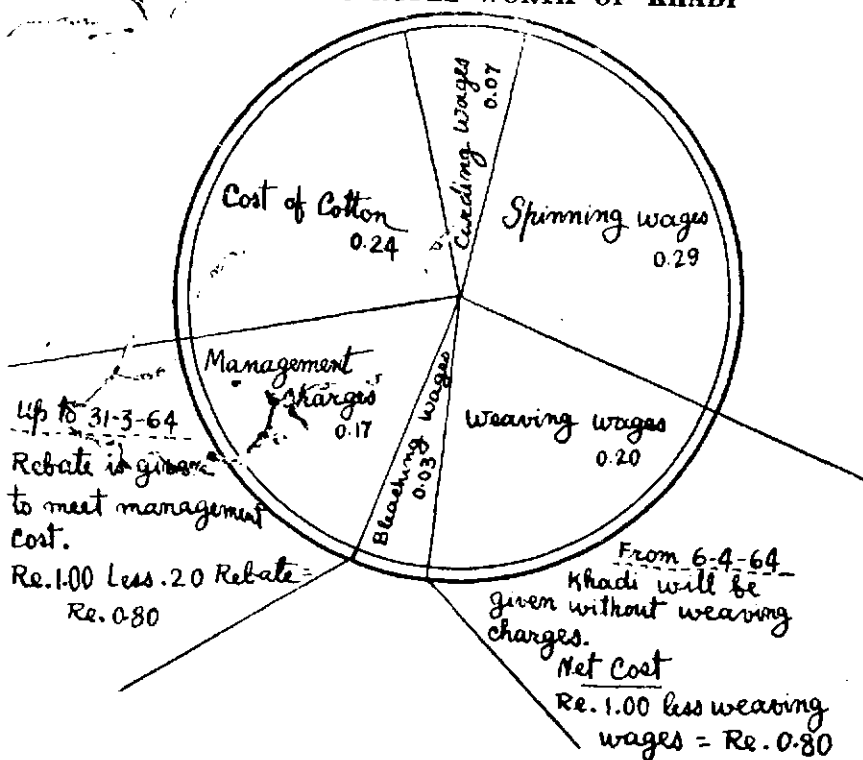 WORTH OF KHADI
Carding Wages
0.07
Cost of Cotton
0.24
Spinning wages
0.29
Management
charges
0.17
Bleaching wages
0.03
Weaving wages
0.20
Up to 31-3-64
Rebate is given
to meet management
Cost.
Re.1.00 Less .20 Rebate =
Re. 0.80
From 6-4-64
Khadi will be
given without weaving
charges.
Net Cost
Re. 1.00 less weaving
wages = Re. 0.80